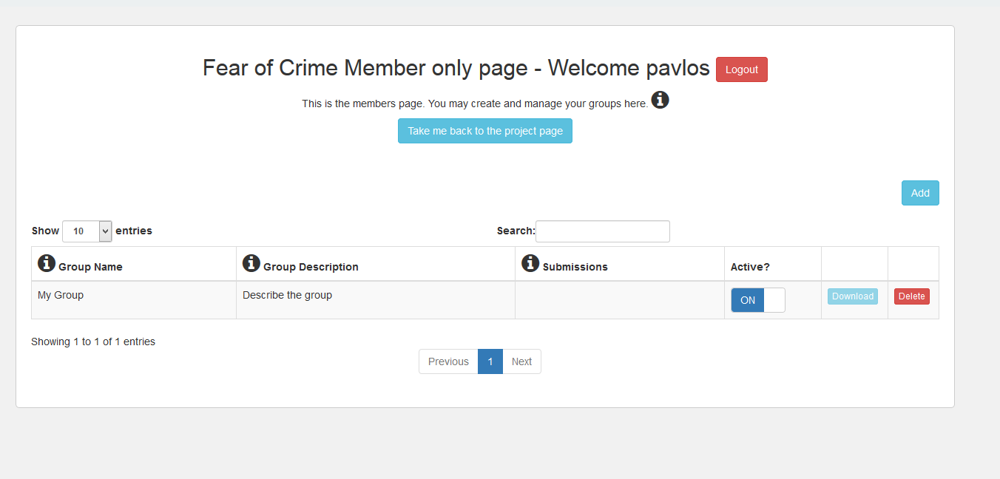 Fear of Crime Member only page - Welcome pavlos Logout
This is the members page. You may create and manage your groups here.
Take me back to the project page
Add
Show 10 entries Search:
Group Name Group Description Submissions Active?
My Group Describe the group ON Download Delete
Showing 1 to 1 of 1 entries
Previous 1 Next